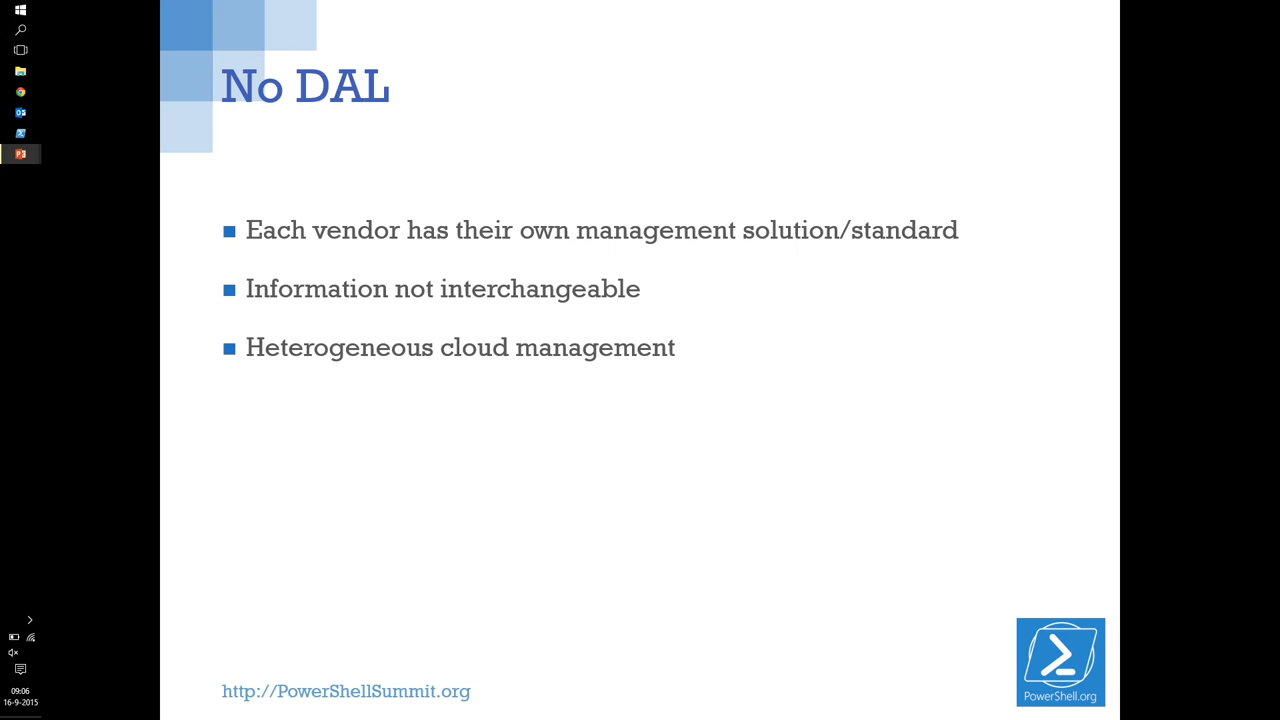 No DAL
Each vendor has their own management solution/standard
Information not interchangeable
Heterogeneous cloud management
http://PowerShellSummit.org
PowerShell.org
09:06
16-9-2015